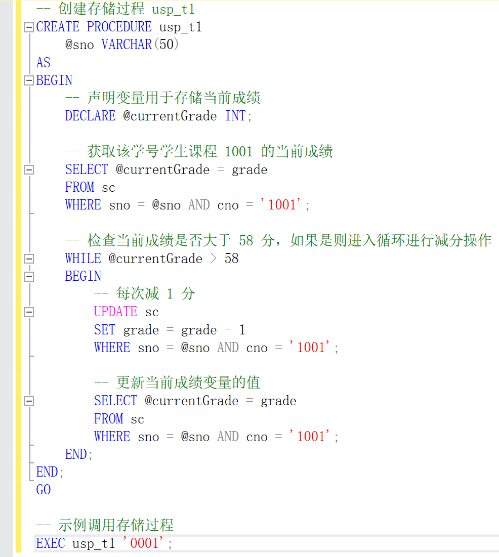 -- 创建存储过程 usp_t1
CREATE PROCEDURE usp_t1
@sno VARCHAR(50)
AS
BEGIN
-- 声明变量用于存储当前成绩
DECLARE @currentGrade INT;
-- 获取该学号学生课程 1001 的当前成绩
SELECT @currentGrade = grade
FROM sc
WHERE sno = @sno AND cno = '1001';
-- 检查当前成绩是否大于 58 分，如果是则进入循环进行减分操作
WHILE @currentGrade > 58
BEGIN
-- 每次减 1 分
UPDATE sc
SET grade = grade - 1
WHERE sno = @sno AND cno = '1001';
-- 更新当前成绩变量的值
SELECT @currentGrade = grade
FROM sc
WHERE sno = @sno AND cno = '1001';
END;
END;
GO
-- 示例调用存储过程
EXEC usp_t1 '0001';